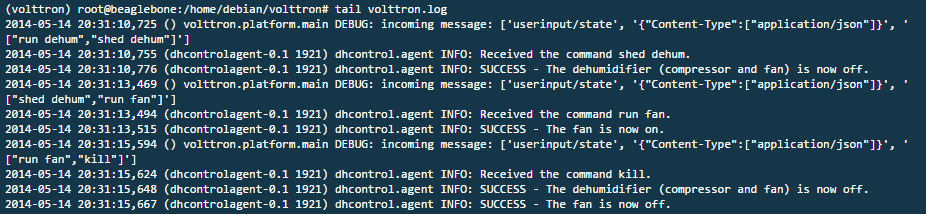 (volttron) root@beaglebone:/home/debian/volttron# tail volttron.log
2014-05-14 20:31:10,725 () volttron.platform.main DEBUG: incoming message: ['userinput/state', '{"Content-Type":["application/json"]}', '
["run dehum","shed dehum"]']
2014-05-14 20:31:10,755 (dhcontrolagent-0.1 1921) dhcontrol.agent INFO: Received the command shed dehum.
2014-05-14 20:31:10,776 (dhcontrolagent-0.1 1921) dhcontrol.agent INFO: SUCCESS - The dehumidifier (compressor and fan) is now off.
2014-05-14 20:31:13,469 () volttron.platform.main DEBUG: incoming message: ['userinput/state', '{"Content-Type":["application/json"]}', '
["shed dehum","run fan"]']
2014-05-14 20:31:13,494 (dhcontrolagent-0.1 1921) dhcontrol.agent INFO: Received the command run fan.
2014-05-14 20:31:13,515 (dhcontrolagent-0.1 1921) dhcontrol.agent INFO: SUCCESS - The fan is now on.
2014-05-14 20:31:15,594 () volttron.platform.main DEBUG: incoming message: ['userinput/state', '{"Content-Type":["application/json"]}', '
["run fan","kill"]']
2014-05-14 20:31:15,624 (dhcontrolagent-0.1 1921) dhcontrol.agent INFO: Received the command kill.
2014-05-14 20:31:15,648 (dhcontrolagent-0.1 1921) dhcontrol.agent INFO: SUCCESS - The dehumidifier (compressor and fan) is now off.
2014-05-14 20:31:15,667 (dhcontrolagent-0.1 1921) dhcontrol.agent INFO: SUCCESS - The fan is now off.